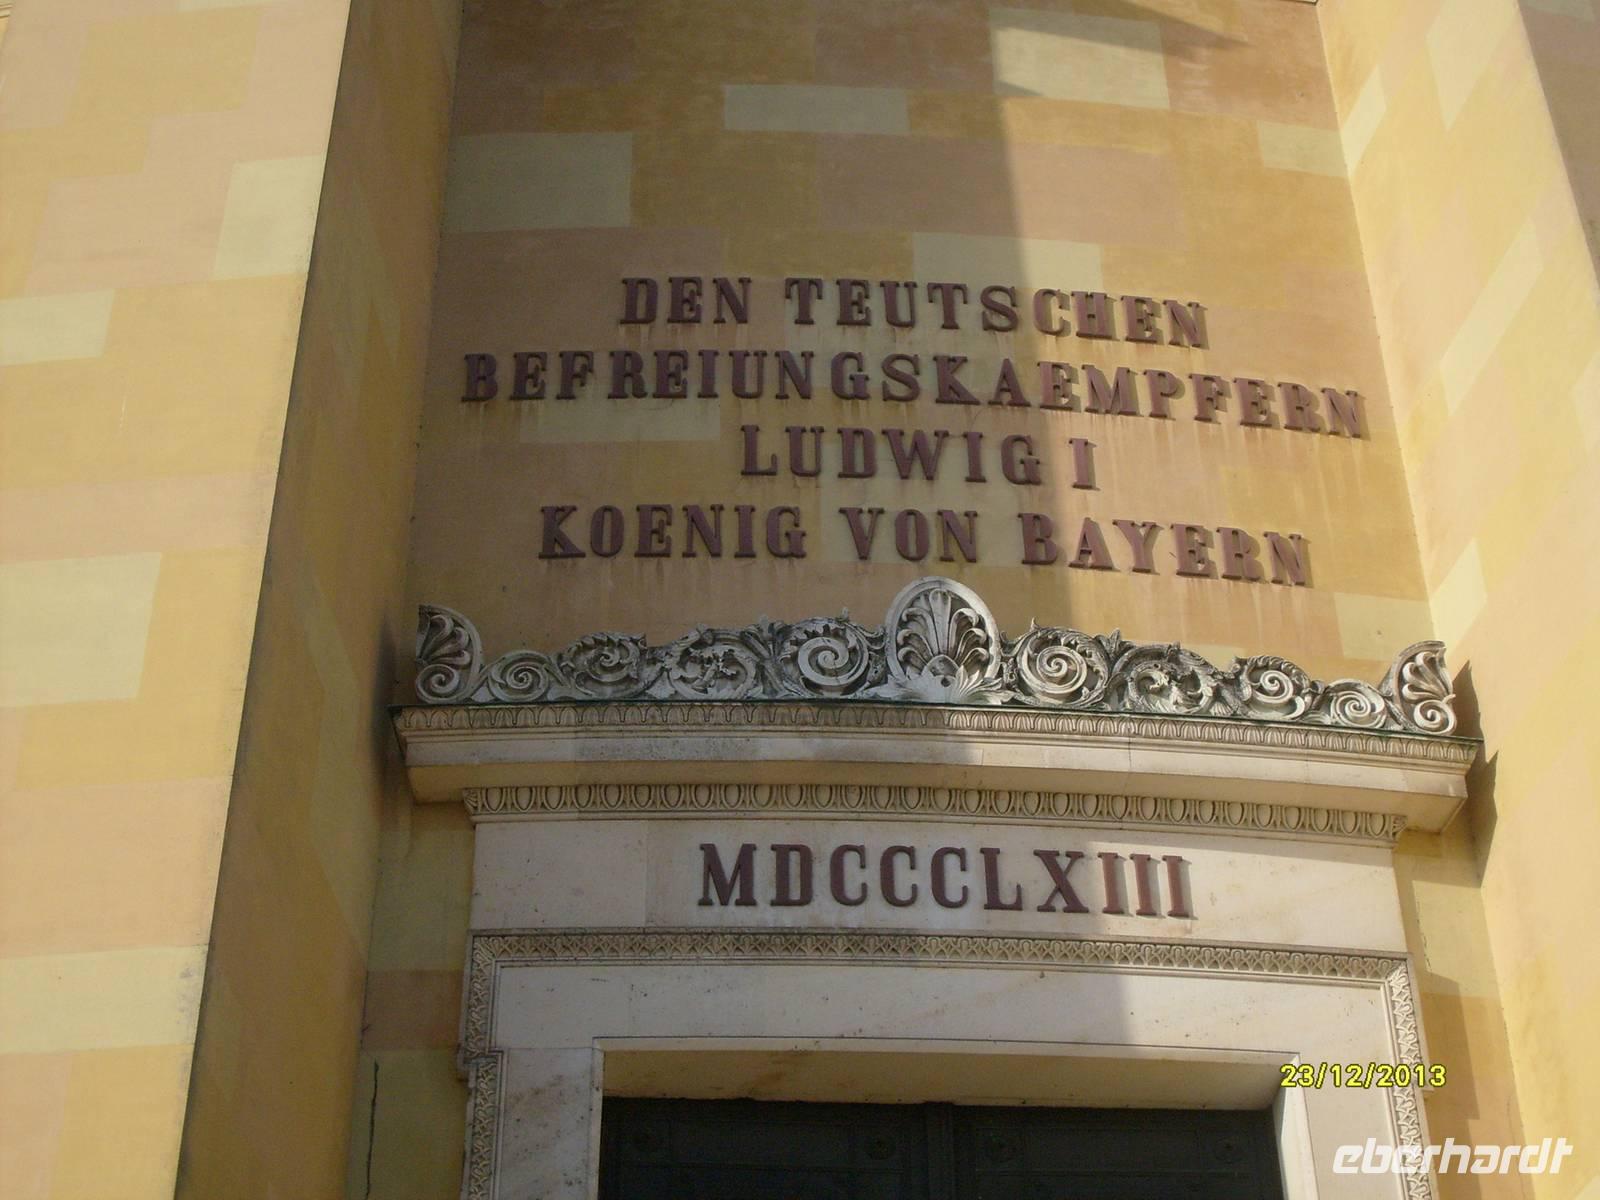 DEN TEUTSCHEN
BEFREIUNGSKAEMPFERN
LUDWIG I
KOENIG VON BAYERN
MDCCCLXIII
23/12/2013
eberhardt